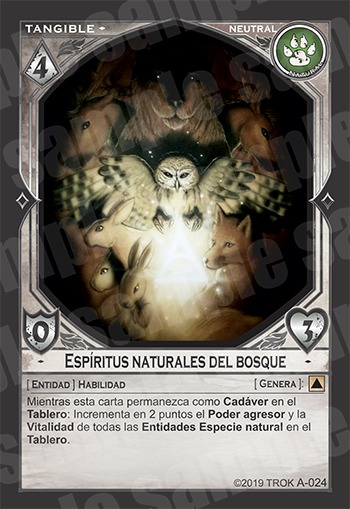 TANGIBLE
NEUTRAL
4
0
3
ESPÍRITUS NATURALES DEL BOSQUE
[ ENTIDAD ] HABILIDAD
[ GENERA ]:
Mientras esta carta permanezca como Cadáver en el
Tablero: Incrementa en 2 puntos el Poder agresor y la
Vitalidad de todas las Entidades Especie natural en el
Tablero.
©2019 TROK A-024